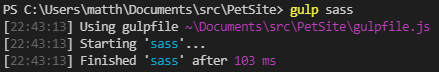 PS C:\Users\matth\Documents\src\PetSite> gulp sass
[22:43:13] Using gulpfile ~\Documents\src\PetSite\gulpfile.js
[22:43:13] Starting 'sass'...
[22:43:13] Finished 'sass' after 103 ms